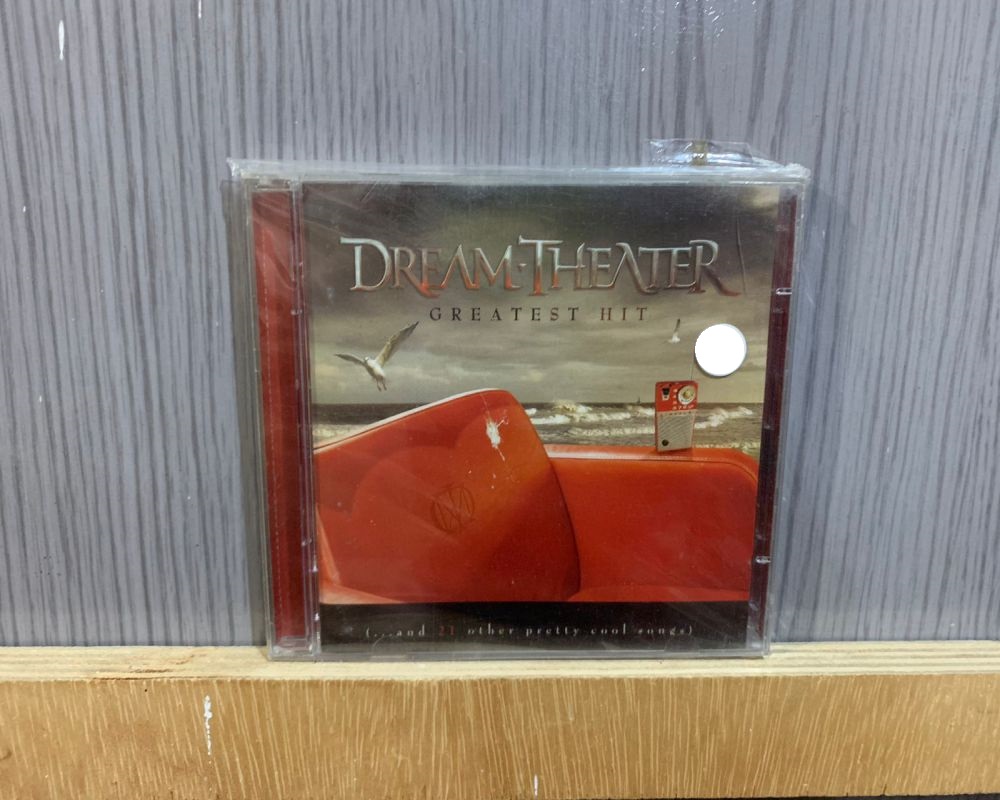 DREAM·THEATER
GREATEST HIT
(...and 21 other pretty cool songs)